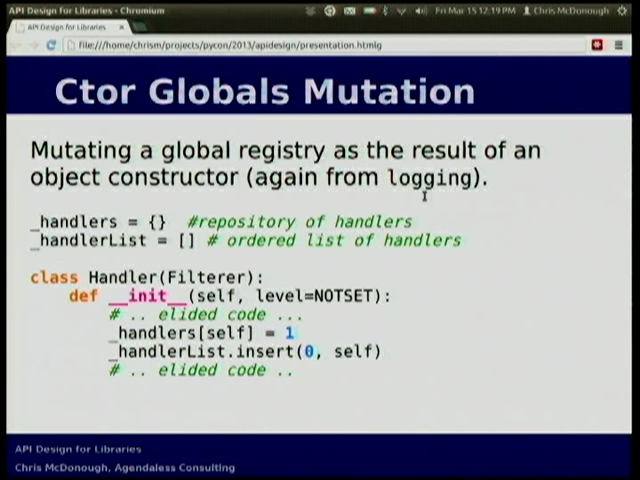 API Design for Libraries - Chromium
Fri Mar 15 12:19 PM
Chris McDonough
API Design for Libraries
file:///home/chrism/projects/pycon/2013/apidesign/presentation.html
Ctor Globals Mutation
Mutating a global registry as the result of an
object constructor (again from logging).
_handlers = {}  #repository of handlers
_handlerList = [] # ordered list of handlers
class Handler(Filterer):
def __init__(self, level=NOTSET):
# .. elided code ...
_handlers[self] = 1
_handlerList.insert(0, self)
# .. elided code ..
API Design for Libraries
Chris McDonough, Agendaless Consulting